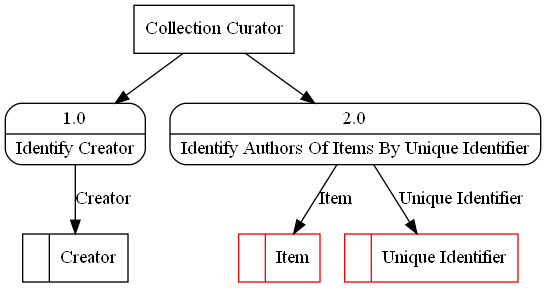 Collection Curator
1.0
Identify Creator
2.0
Identify Authors Of Items By Unique Identifier
Creator
Item
Unique Identifier
Creator
Item
Unique Identifier